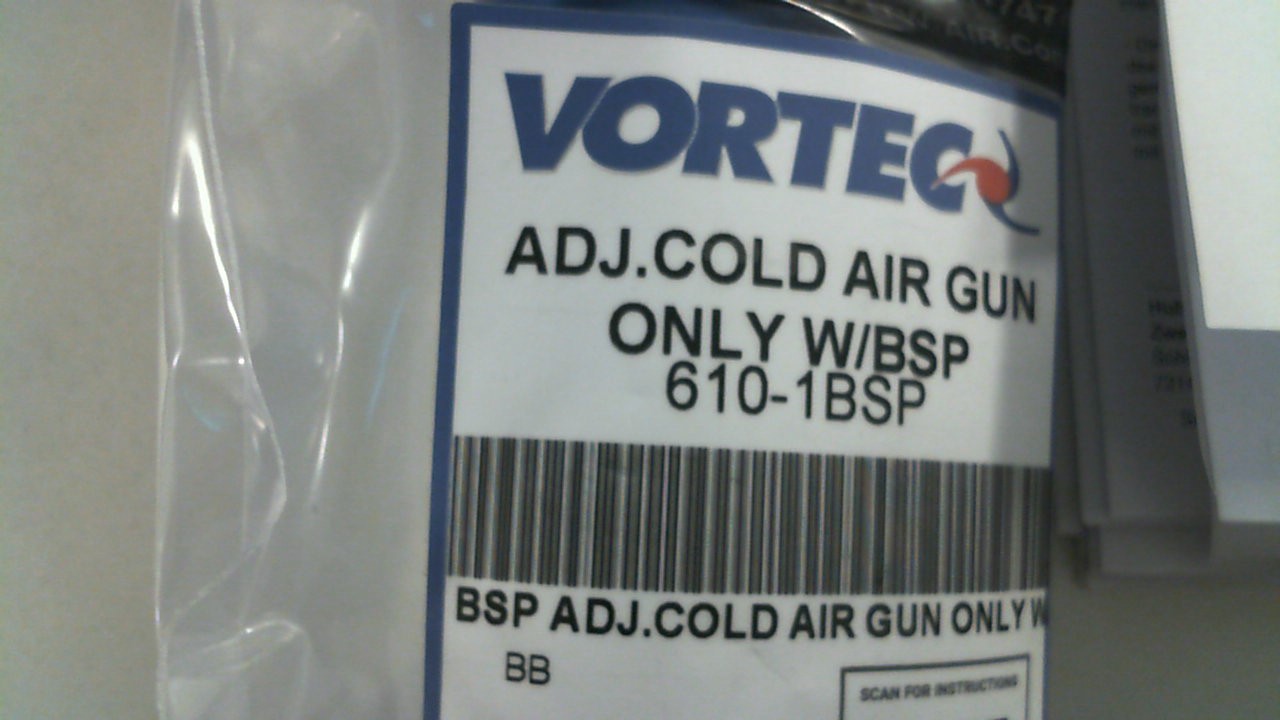 VORTEC
ADJ.COLD AIR GUN
ONLY W/BSP
610-1BSP
BSP ADJ.COLD AIR GUN ONLY W
BB
SCAN FOR INSTRUCTIONS